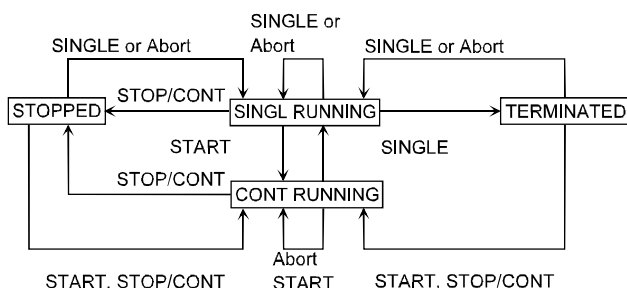 SINGLE or
Abort
SINGLE or Abort
SINGLE or Abort
STOPPED
STOP/CONT
SINGL RUNNING
TERMINATED
START
SINGLE
STOP/CONT
CONT RUNNING
Abort
START
START, STOP/CONT
START, STOP/CONT